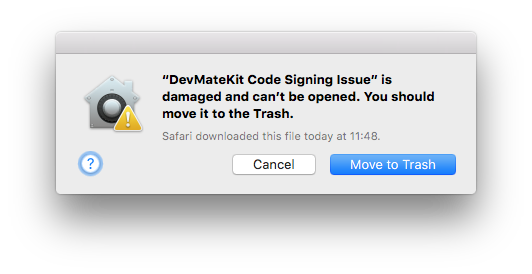 “DevMateKit Code Signing Issue” is
damaged and can’t be opened. You should
move it to the Trash.
Safari downloaded this file today at 11:48.
?
Cancel
Move to Trash